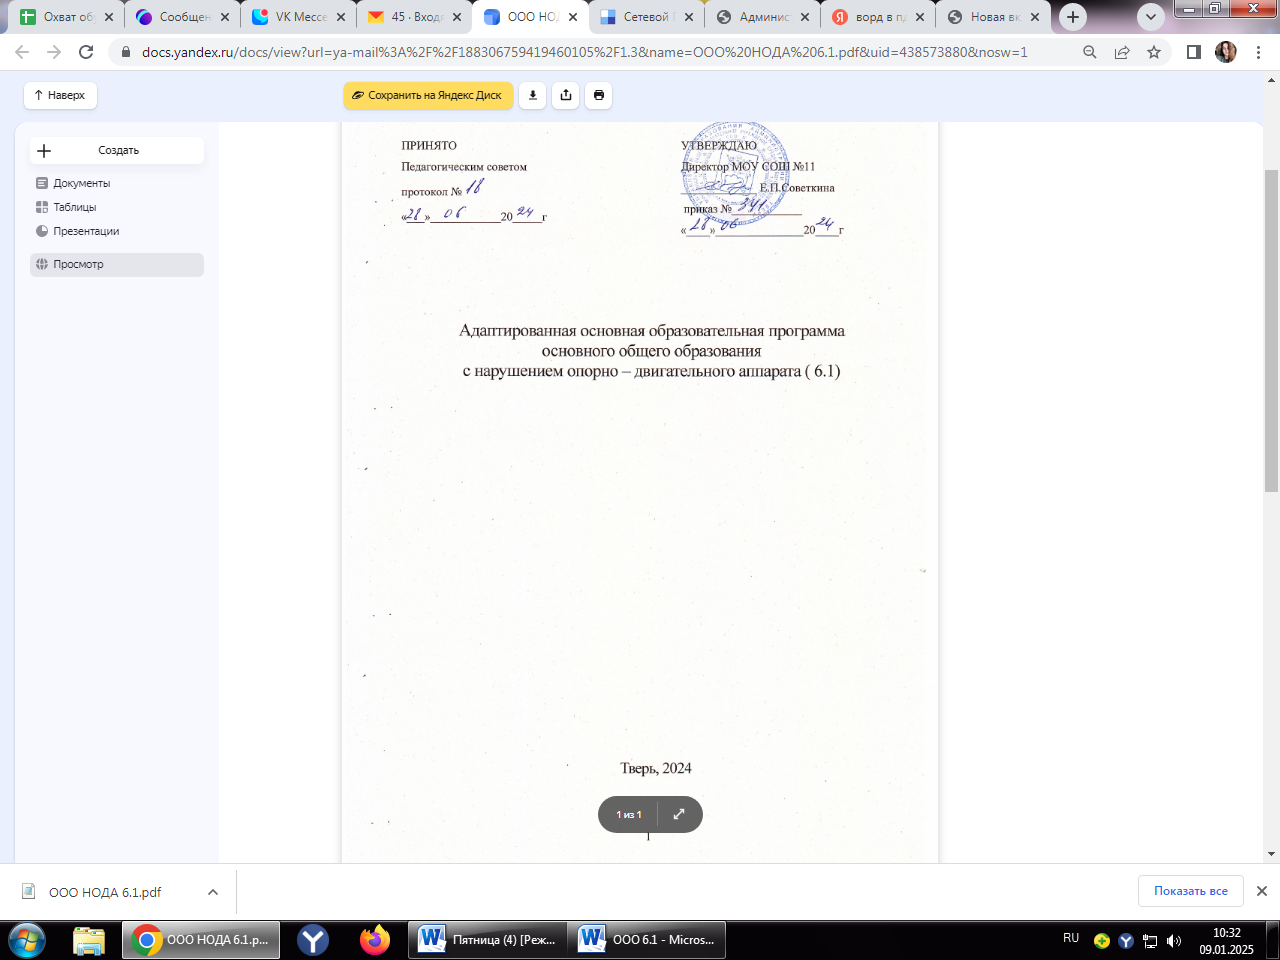 Охват об
Сообщен
VK Мессе
45 · Входя
ООО НОД
Сетевой Г
Админис
ворд в пд
Новая вк
docs.yandex.ru/docs/view?url=ya-mail%3A%2F%2F188306759419460105%2F1.3&name=ООО%20НОДА%206.1.pdf&uid=438573880&nosw=1
Наверх
Сохранить на Яндекс Диск
Создать
Документы
Таблицы
Презентации
Просмотр
ПРИНЯТО
Педагогическим советом
протокол № 18
«28» 06 2024г
УТВЕРЖДАЮ
Директор МОУ СОШ №11
Е.П.Советкина
приказ № 341
«28» 06 2024г
Адаптированная основная образовательная программа
основного общего образования
с нарушением опорно – двигательного аппарата ( 6.1)
Тверь, 2024
1 из 1
1
ООО НОДА 6.1.pdf
Показать все
ООО НОДА 6.1.p...
Пятница (4) [Реж...
ООО 6.1 - Micros...
RU
10:32
09.01.2025